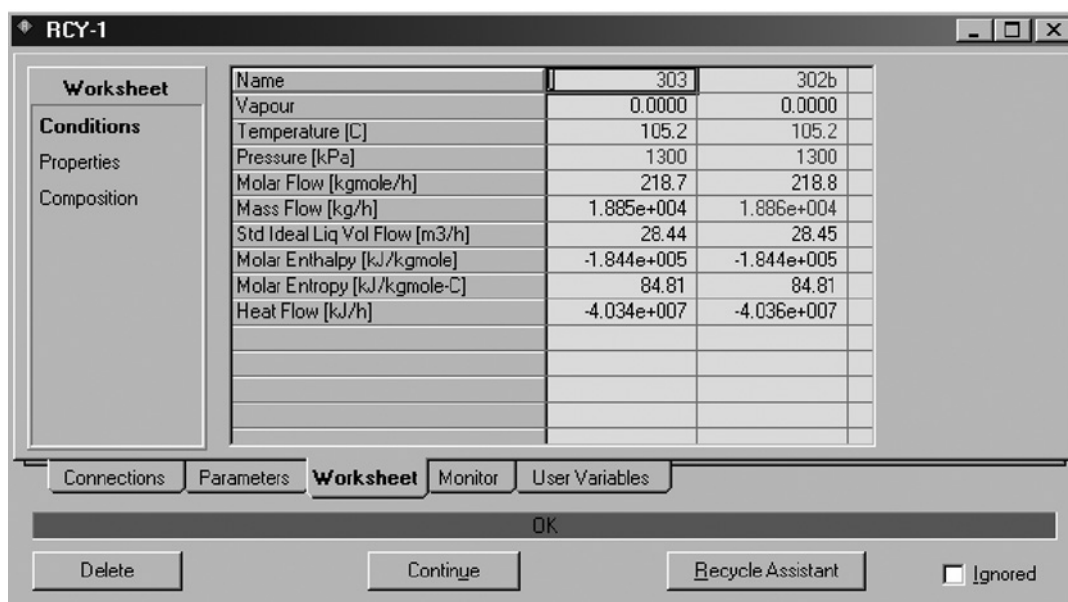 RCY-1
Worksheet
Conditions
Properties
Composition
Name 303 302b
Vapour 0.0000 0.0000
Temperature [C] 105.2 105.2
Pressure [kPa] 1300 1300
Molar Flow [kgmole/h] 218.7 218.8
Mass Flow [kg/h] 1.885e+004 1.886e+004
Std Ideal Liq Vol Flow [m3/h] 28.44 28.45
Molar Enthalpy [kJ/kgmole] -1.844e+005 -1.844e+005
Molar Entropy [kJ/kgmole-C] 84.81 84.81
Heat Flow [kJ/h] -4.034e+007 -4.036e+007
Connections Parameters Worksheet Monitor User Variables
OK
Delete Continue Recycle Assistant Ignored